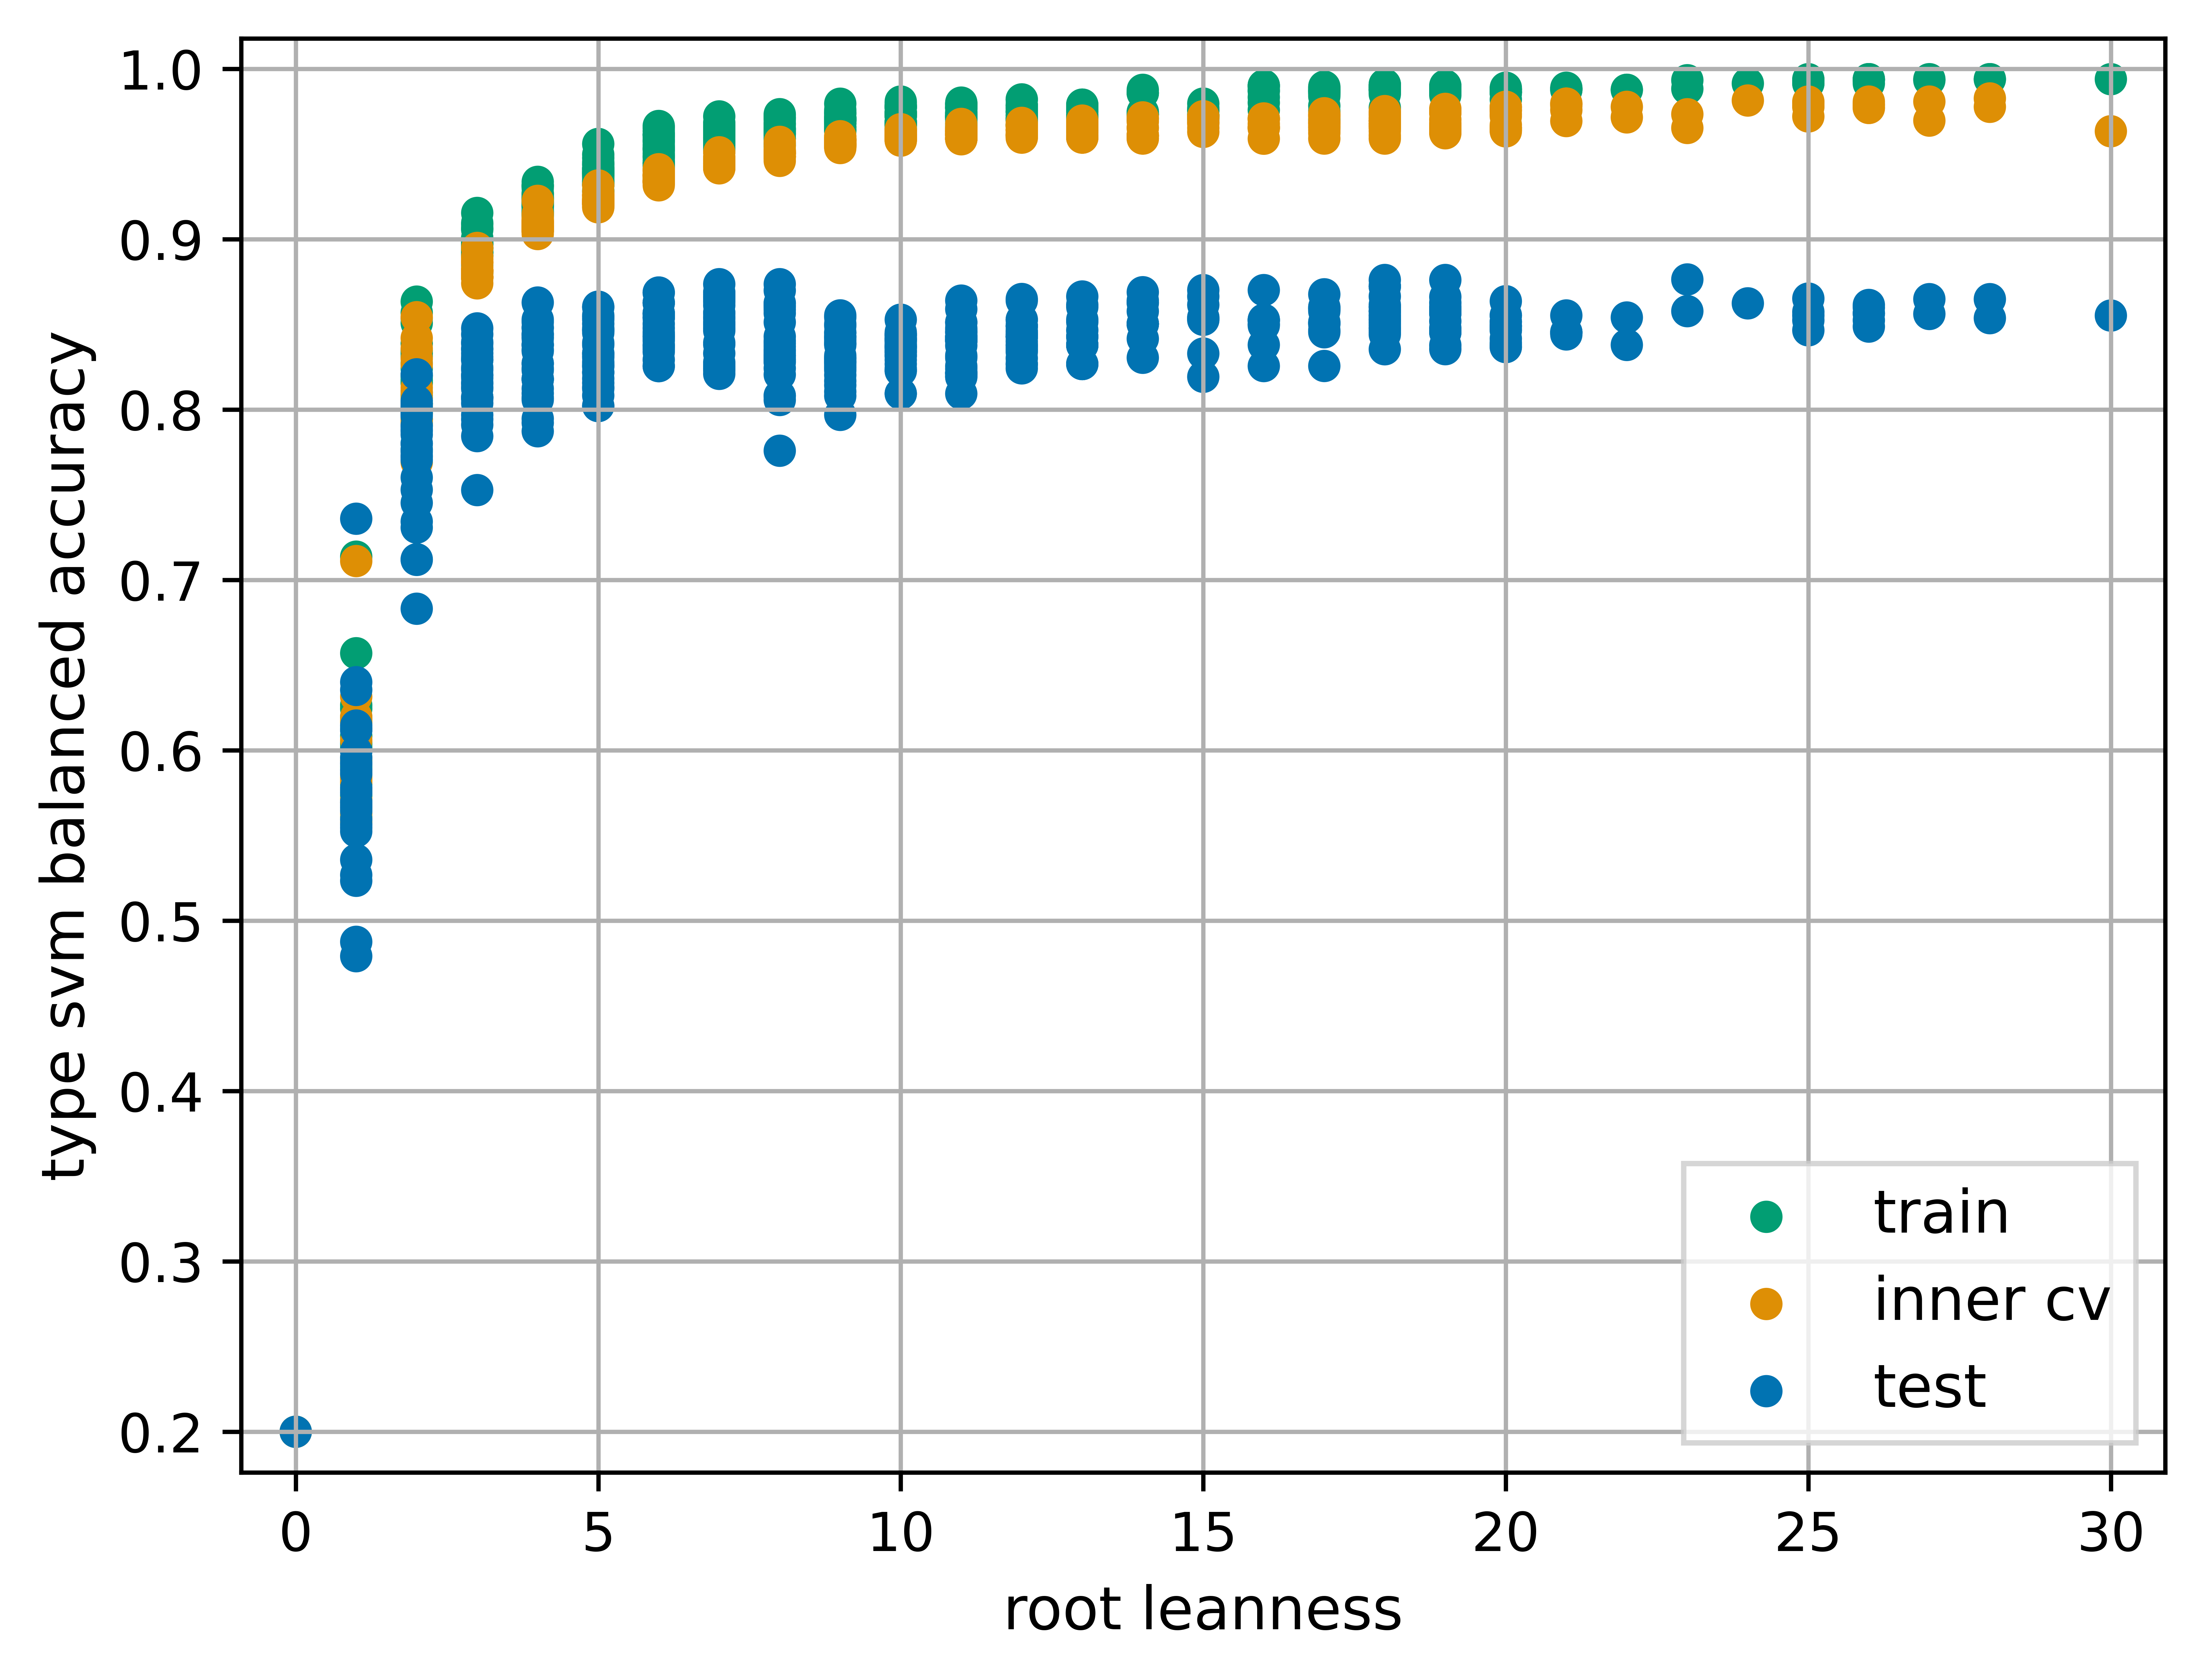 1.0
0.9
0.8
0.7
0.6
0.5
0.4
0.3
0.2
type svm balanced accuracy
train
inner cv
test
0 5 10 15 20 25 30
root leanness